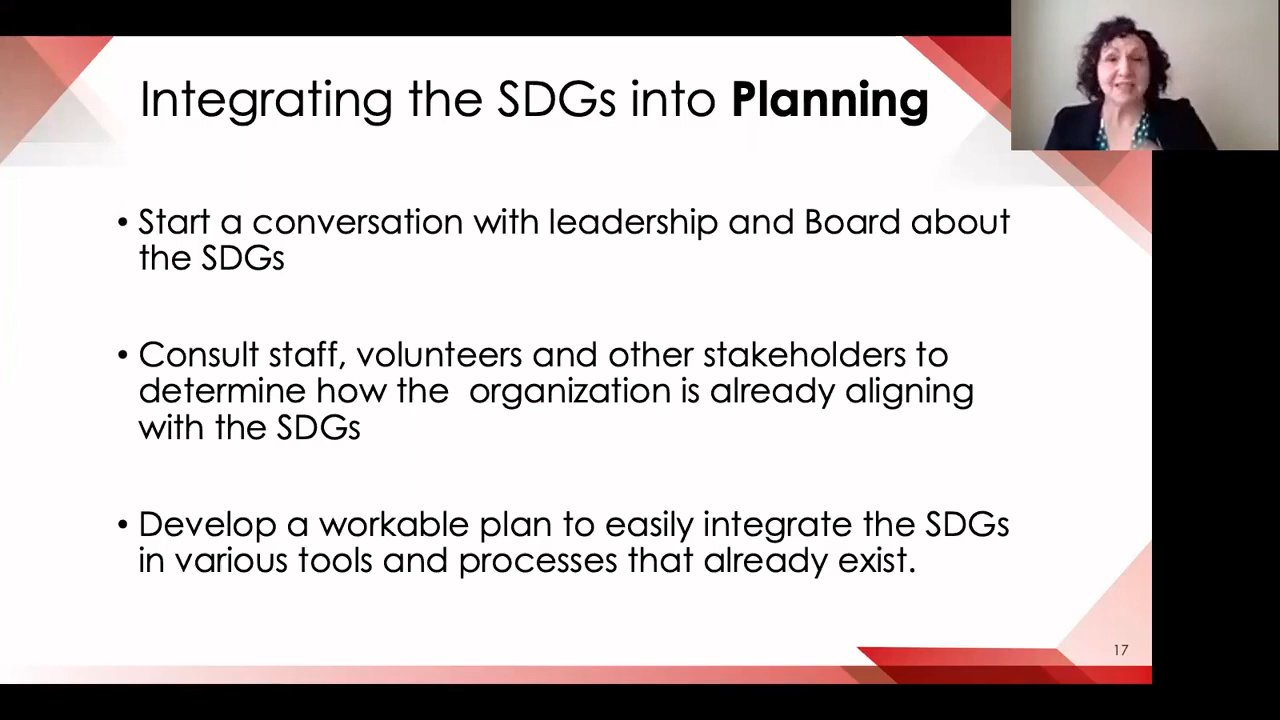 Integrating the SDGs into Planning
• Start a conversation with leadership and Board about
the SDGs
• Consult staff, volunteers and other stakeholders to
determine how the  organization is already aligning
with the SDGs
• Develop a workable plan to easily integrate the SDGs
in various tools and processes that already exist.
17